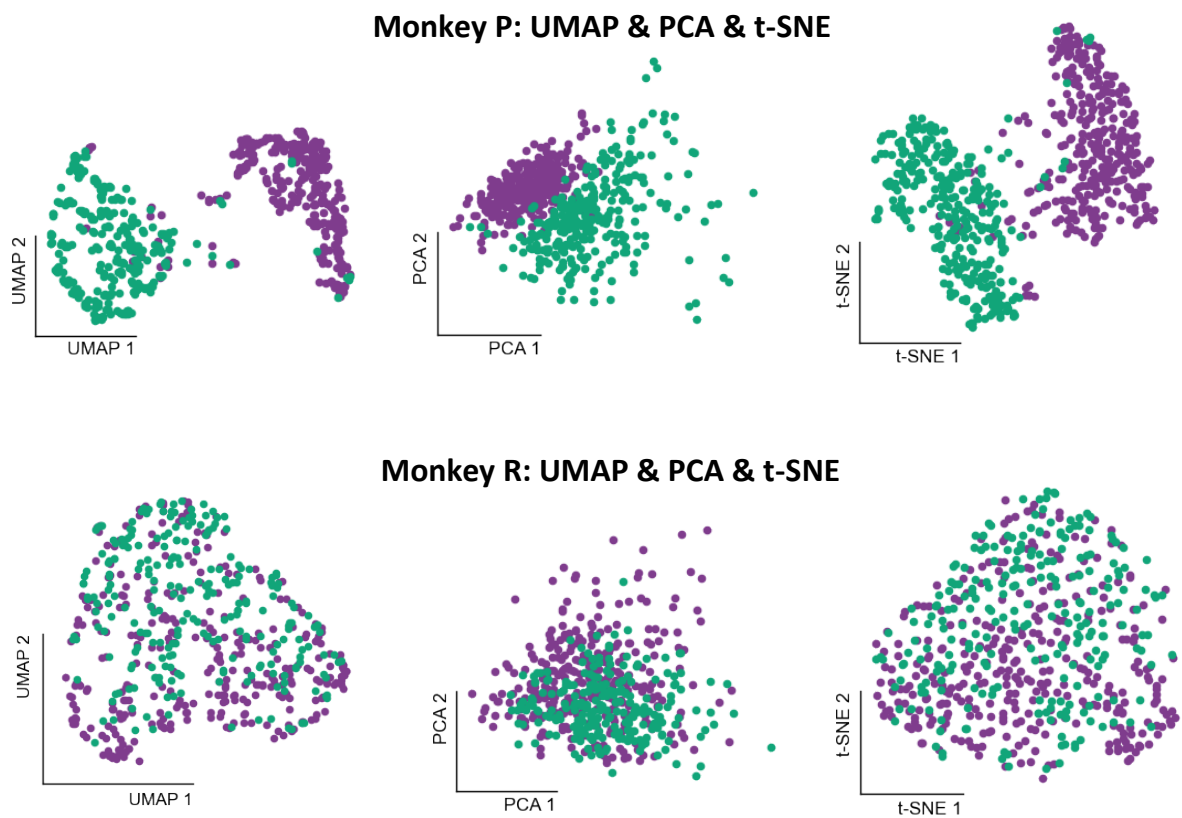 Monkey P: UMAP & PCA & t-SNE
UMAP 2
UMAP 1
PCA 2
PCA 1
t-SNE 2
t-SNE 1
Monkey R: UMAP & PCA & t-SNE
UMAP 2
UMAP 1
PCA 2
PCA 1
t-SNE 2
t-SNE 1